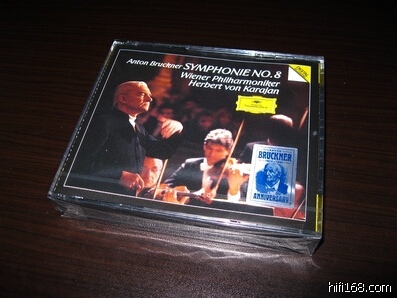 Anton Bruckner SYMPHONIE NO. 8
Wiener Philharmoniker
Herbert von Karajan
BRUCKNER
ANNIVERSARY
hifi168.com